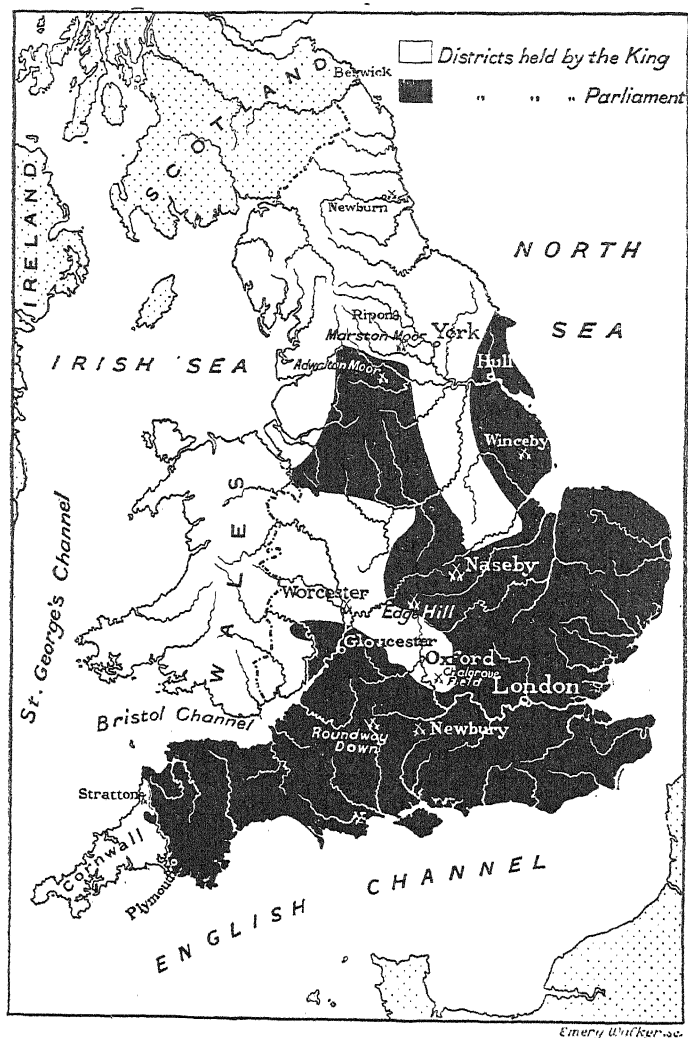 Districts held by the King
„ „ „ Parliament
SCOTLAND
Berwick
IRELAND
Newburn
NORTH
SEA
Ripon
Marston Moor
York
IRISH SEA
Adwalton Moor
Hull
Winceby
WALES
St. George's Channel
Naseby
Worcester
Edge Hill
Gloucester
Oxford
Chalgrove
Field
London
Bristol Channel
Roundway
Down
Newbury
Stratton
Cornwall
Plymouth
ENGLISH CHANNEL
Emery Walker sc.